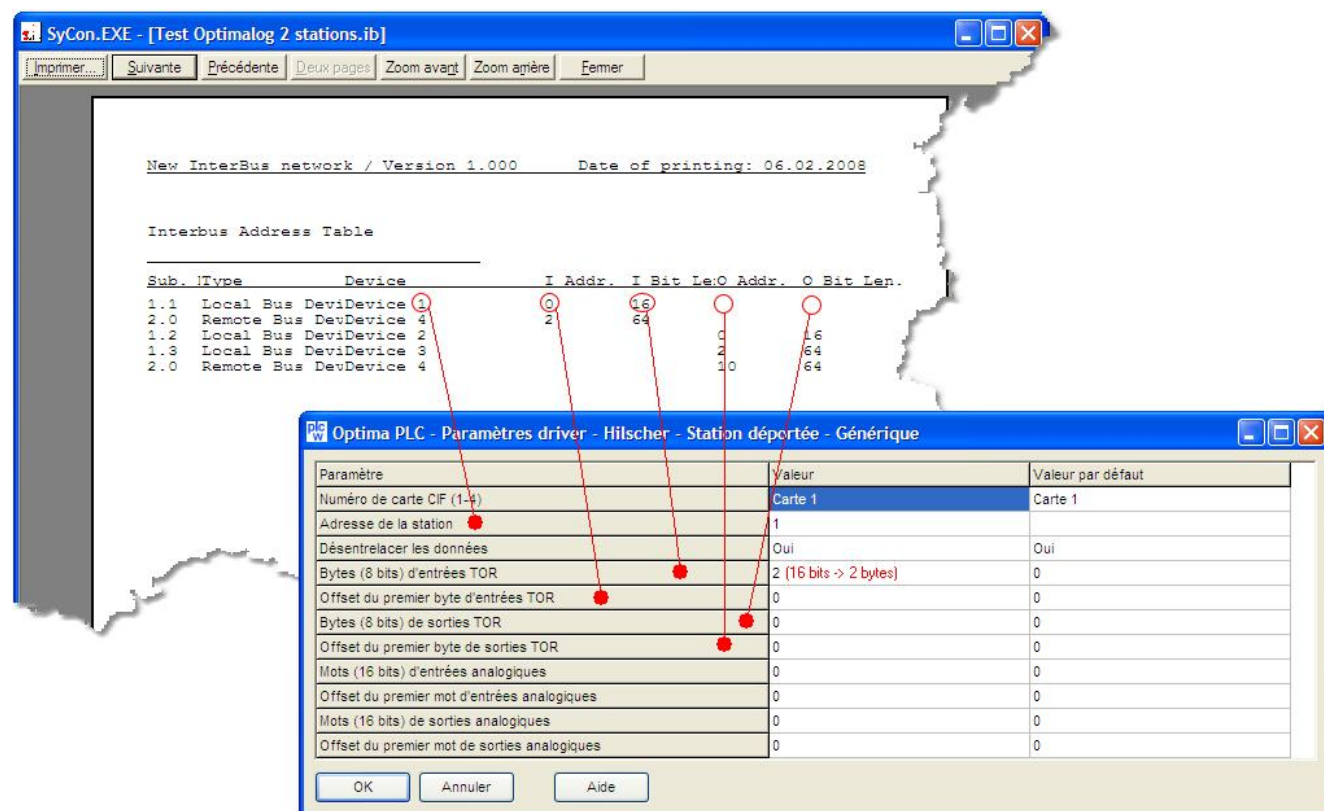 SyCon.EXE - [Test Optimalog 2 stations.ib]
Imprimer... Suivante Précédente Deux pages Zoom avant Zoom arrière Fermer
New InterBus network / Version 1.000 Date of printing: 06.02.2008
Interbus Address Table
Sub. Type Device I Addr. I Bit Le O Addr. O Bit Len.
1.1 Local Bus DeviDevice 1 0 16
2.0 Remote Bus DevDevice 4 2 64
1.2 Local Bus DeviDevice 2 0 16
1.3 Local Bus DeviDevice 3 2 64
2.0 Remote Bus DevDevice 4 10 64
Optima PLC - Paramètres driver - Hilscher - Station déportée - Générique
Paramètre Valeur Valeur par défaut
Numéro de carte CIF (1-4) Carte 1 Carte 1
Adresse de la station 1
Désentrelacer les données Oui Oui
Bytes (8 bits) d'entrées TOR 2 (16 bits -> 2 bytes) 0
Offset du premier byte d'entrées TOR 0 0
Bytes (8 bits) de sorties TOR 0 0
Offset du premier byte de sorties TOR 0 0
Mots (16 bits) d'entrées analogiques 0 0
Offset du premier mot d'entrées analogiques 0 0
Mots (16 bits) de sorties analogiques 0 0
Offset du premier mot de sorties analogiques 0 0
OK Annuler Aide